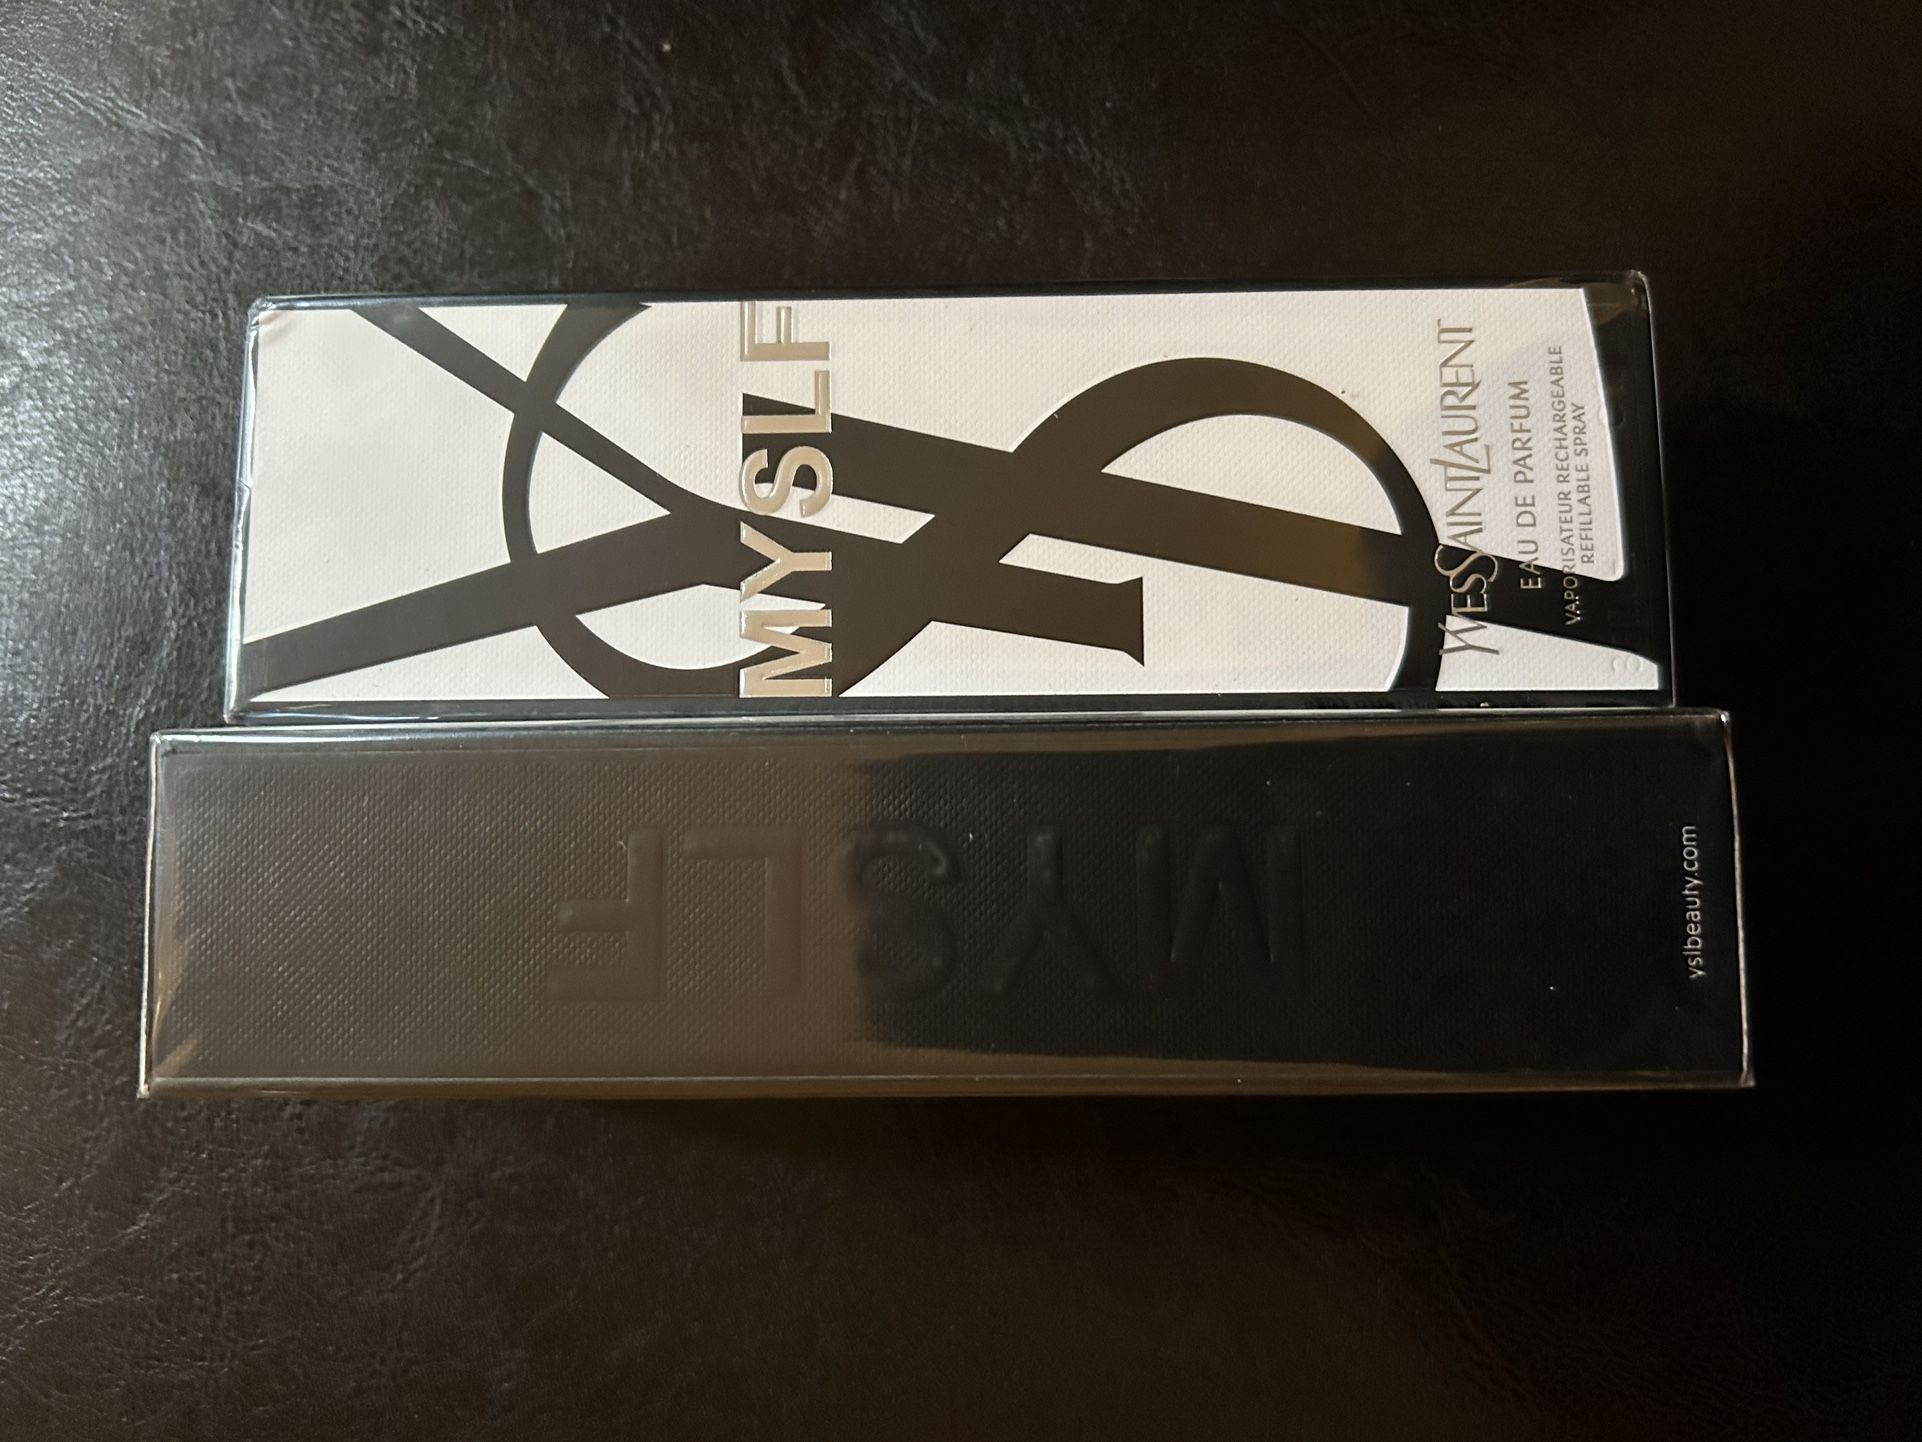 MYSLF
YVESSAINTLAURENT
EAU DE PARFUM
VAPORISATEUR RECHARGEABLE
REFILLABLE SPRAY
MYSLF
yslbeauty.com